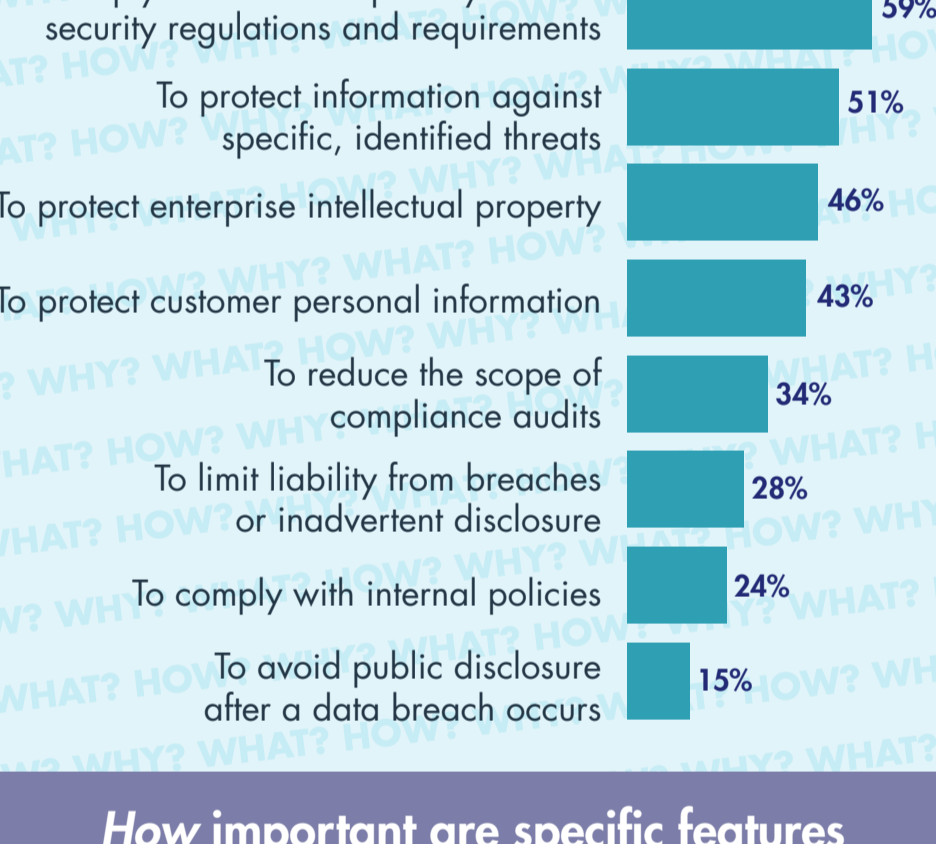 security regulations and requirements
59%
To protect information against
specific, identified threats
51%
To protect enterprise intellectual property
46%
To protect customer personal information
43%
To reduce the scope of
compliance audits
34%
To limit liability from breaches
or inadvertent disclosure
28%
To comply with internal policies
24%
To avoid public disclosure
after a data breach occurs
15%
How important are specific features